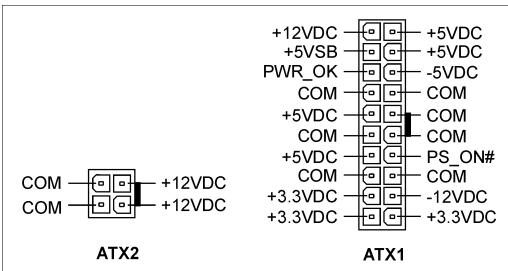 +12VDC +5VDC
+5VSB +5VDC
PWR_OK -5VDC
COM COM
+5VDC COM
COM COM
+5VDC PS_ON#
COM COM
+3.3VDC -12VDC
+3.3VDC +3.3VDC
COM +12VDC
COM +12VDC
ATX2 ATX1